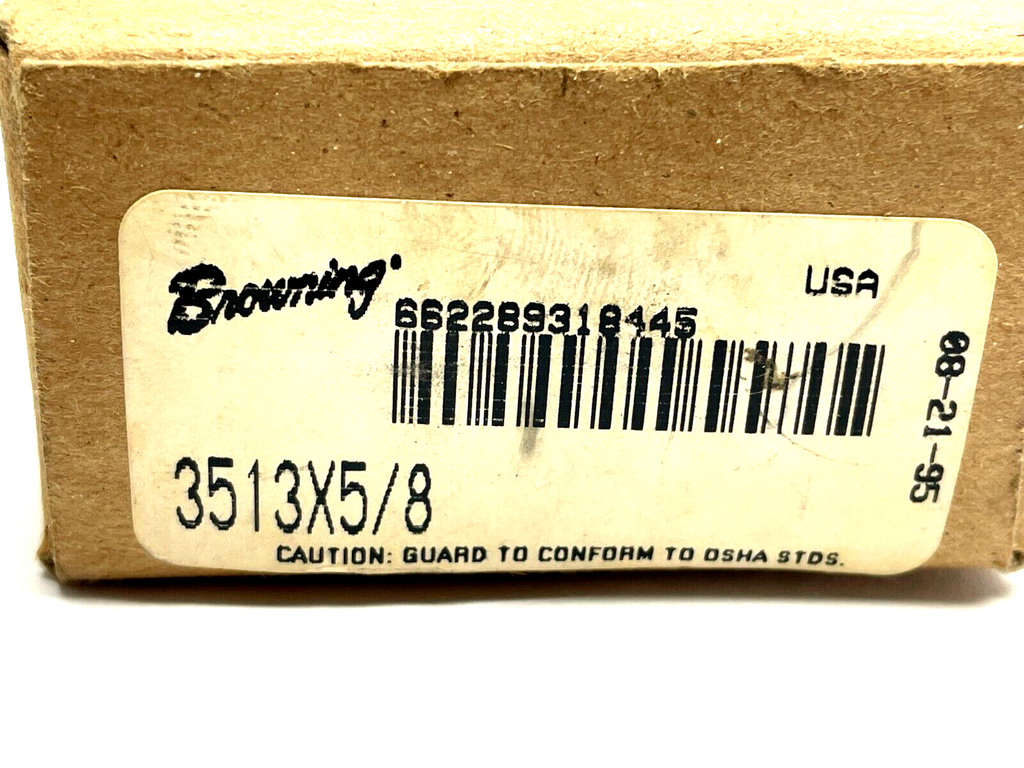 Browning
USA
662289318445
08-21-95
3513X5/8
CAUTION: GUARD TO CONFORM TO OSHA STDS.